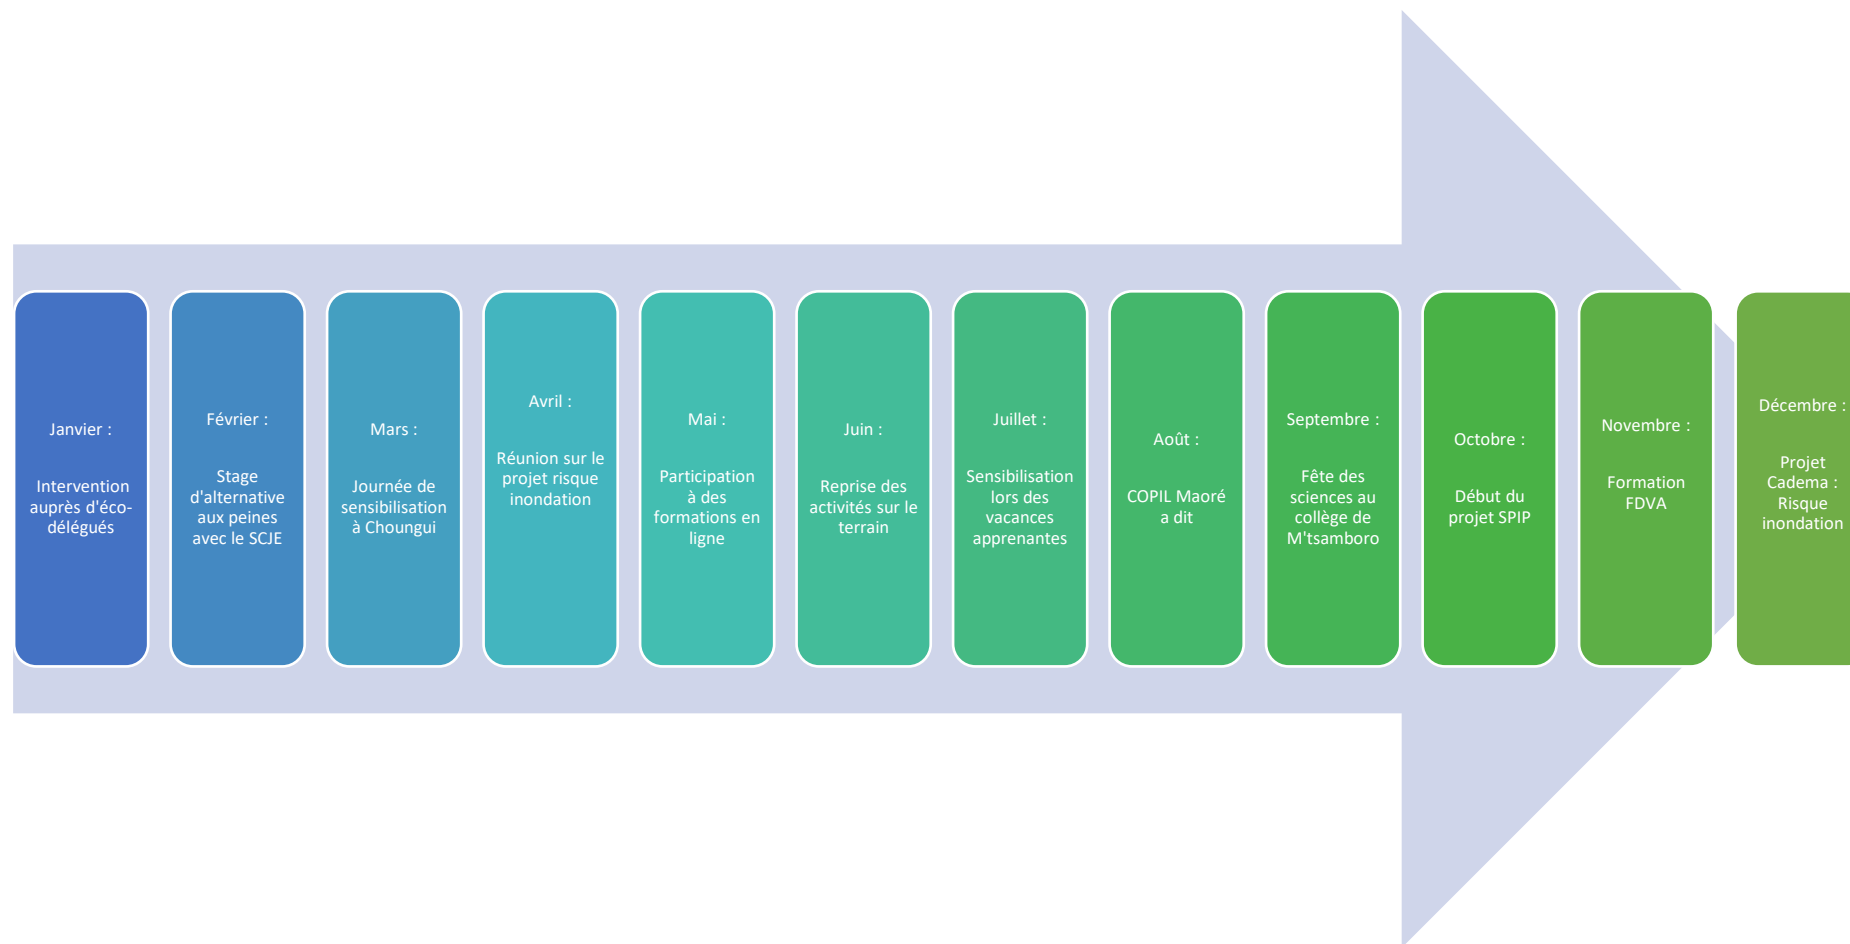 Janvier :
Intervention
auprès d'éco-
délégués
Février :
Stage
d'alternative
aux peines
avec le SCJE
Mars :
Journée de
sensibilisation
à Choungui
Avril :
Réunion sur le
projet risque
inondation
Mai :
Participation
à des
formations en
ligne
Juin :
Reprise des
activités sur le
terrain
Juillet :
Sensibilisation
lors des
vacances
apprenantes
Août :
COPIL Maoré
a dit
Septembre :
Fête des
sciences au
collège de
M'tsamboro
Octobre :
Début du
projet SPIP
Novembre :
Formation
FDVA
Décembre :
Projet
Cadema :
Risque
inondation